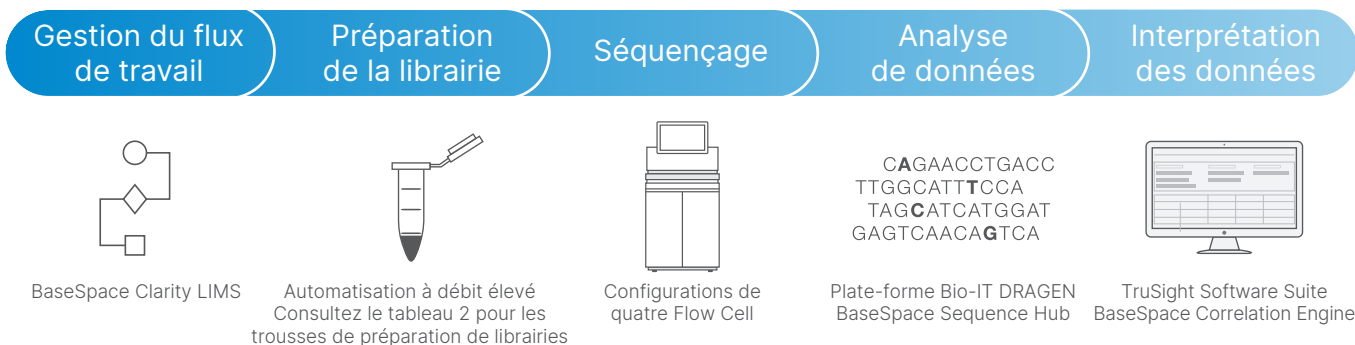 Gestion du flux
de travail
Préparation
de la librairie
Séquençage
Analyse
de données
Interprétation
des données
CAGAACCTGACC
TTGGCATTTCCA
TAGCATCATGGAT
GAGTCAACAGTCA
BaseSpace Clarity LIMS
Automatisation à débit élevé
Consultez le tableau 2 pour les
trousses de préparation de librairies
Configurations de
quatre Flow Cell
Plate-forme Bio-IT DRAGEN
BaseSpace Sequence Hub
TruSight Software Suite
BaseSpace Correlation Engine